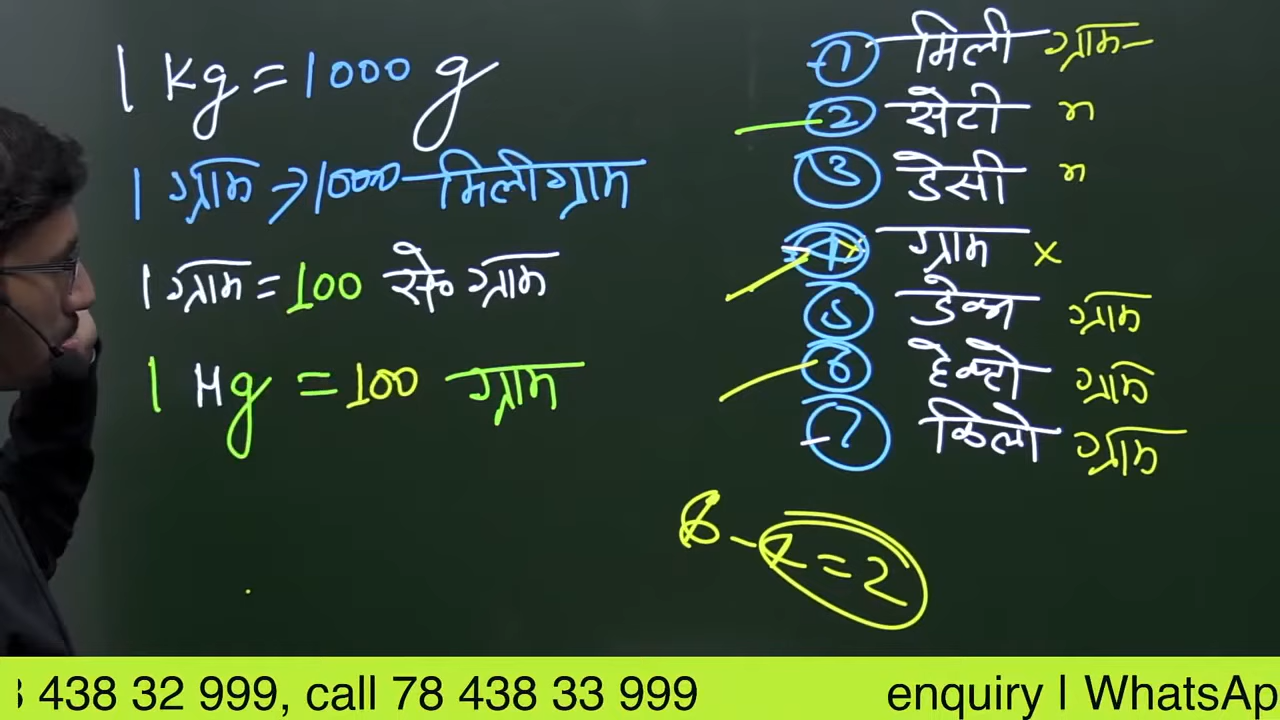 1 Kg = 1000 g
1 ग्राम → 1000 मिलीग्राम
1 ग्राम = 100 से० ग्राम
1 Hg = 100 ग्राम
1 मिली ग्राम
2 सेंटी "
3 डेसी "
4 ग्राम ×
5 डेका ग्राम
6 हेक्टो ग्राम
7 किलो ग्राम
6 - 4 = 2
438 32 999, call 78 438 33 999 enquiry I WhatsAp